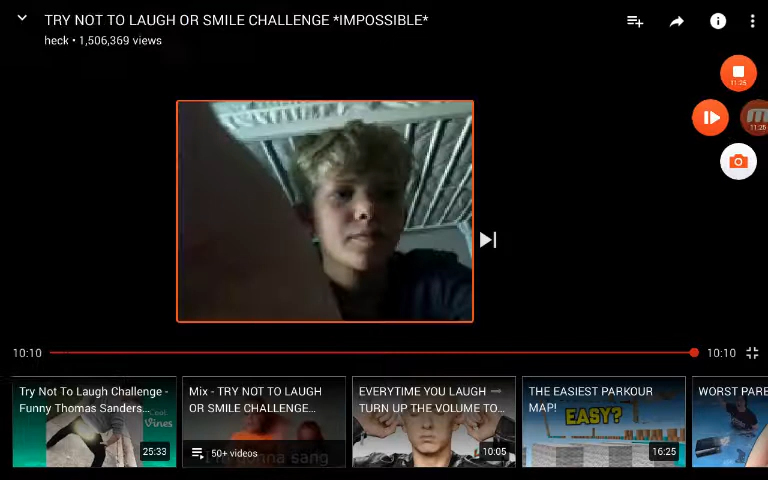 TRY NOT TO LAUGH OR SMILE CHALLENGE *IMPOSSIBLE*
heck • 1,506,369 views
11:25
11:25
10:10
10:10
Try Not To Laugh Challenge -
Funny Thomas Sanders...
Vines
25:33
Mix - TRY NOT TO LAUGH
OR SMILE CHALLENGE...
50+ videos
gonna sang
EVERYTIME YOU LAUGH
TURN UP THE VOLUME TO...
10:05
THE EASIEST PARKOUR
MAP!
EASY?
16:25
WORST PARE